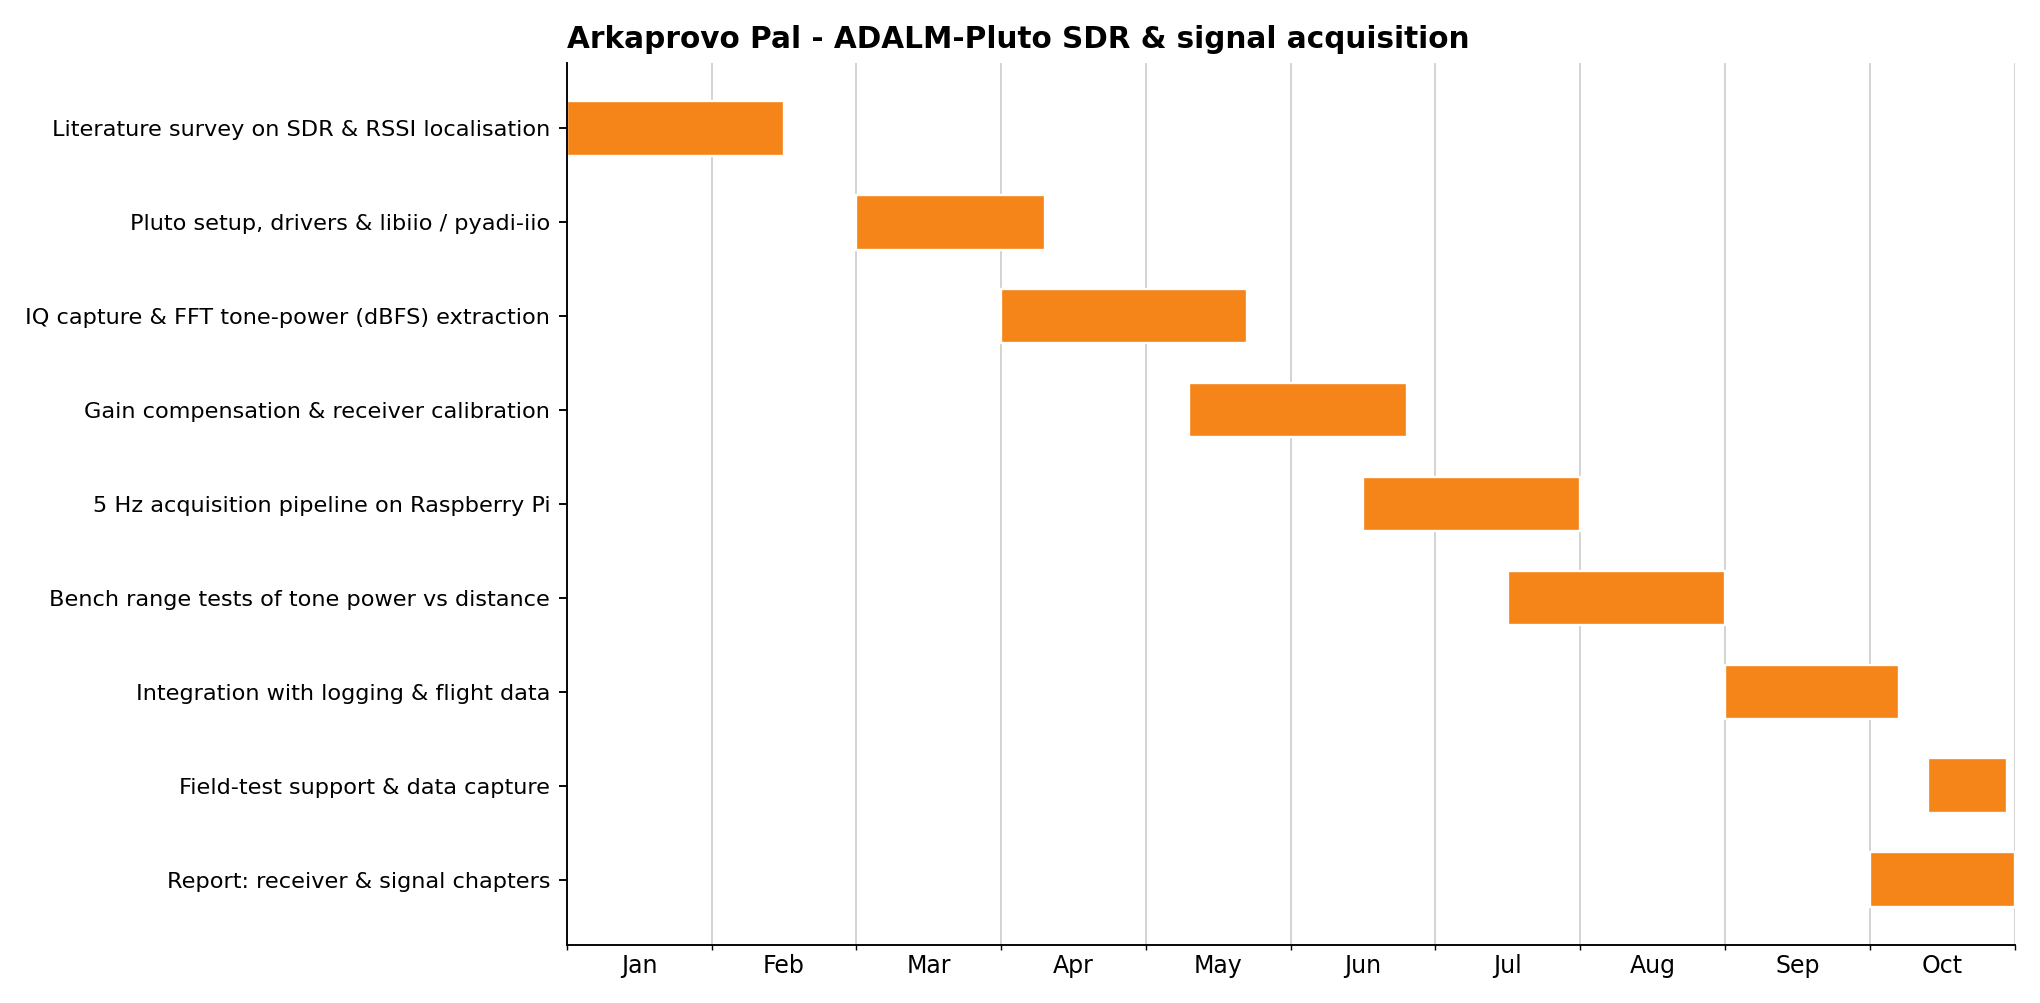 Arkaprovo Pal - ADALM-Pluto SDR & signal acquisition
Literature survey on SDR & RSSI localisation
Pluto setup, drivers & libiio / pyadi-iio
IQ capture & FFT tone-power (dBFS) extraction
Gain compensation & receiver calibration
5 Hz acquisition pipeline on Raspberry Pi
Bench range tests of tone power vs distance
Integration with logging & flight data
Field-test support & data capture
Report: receiver & signal chapters
Jan Feb Mar Apr May Jun Jul Aug Sep Oct